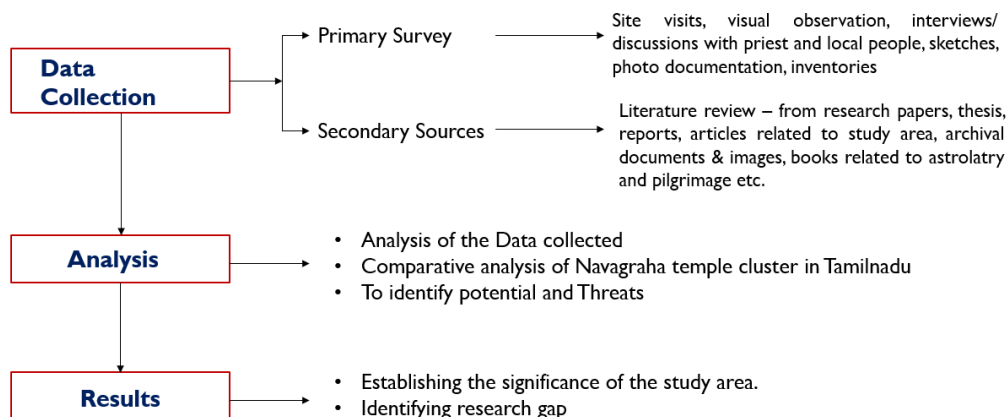 Data
Collection
Primary Survey
Site visits, visual observation, interviews/
discussions with priest and local people, sketches,
photo documentation, inventories
Secondary Sources
Literature review – from research papers, thesis,
reports, articles related to study area, archival
documents & images, books related to astrolatry
and pilgrimage etc.
Analysis
• Analysis of the Data collected
• Comparative analysis of Navagraha temple cluster in Tamilnadu
• To identify potential and Threats
Results
• Establishing the significance of the study area.
• Identifying research gap